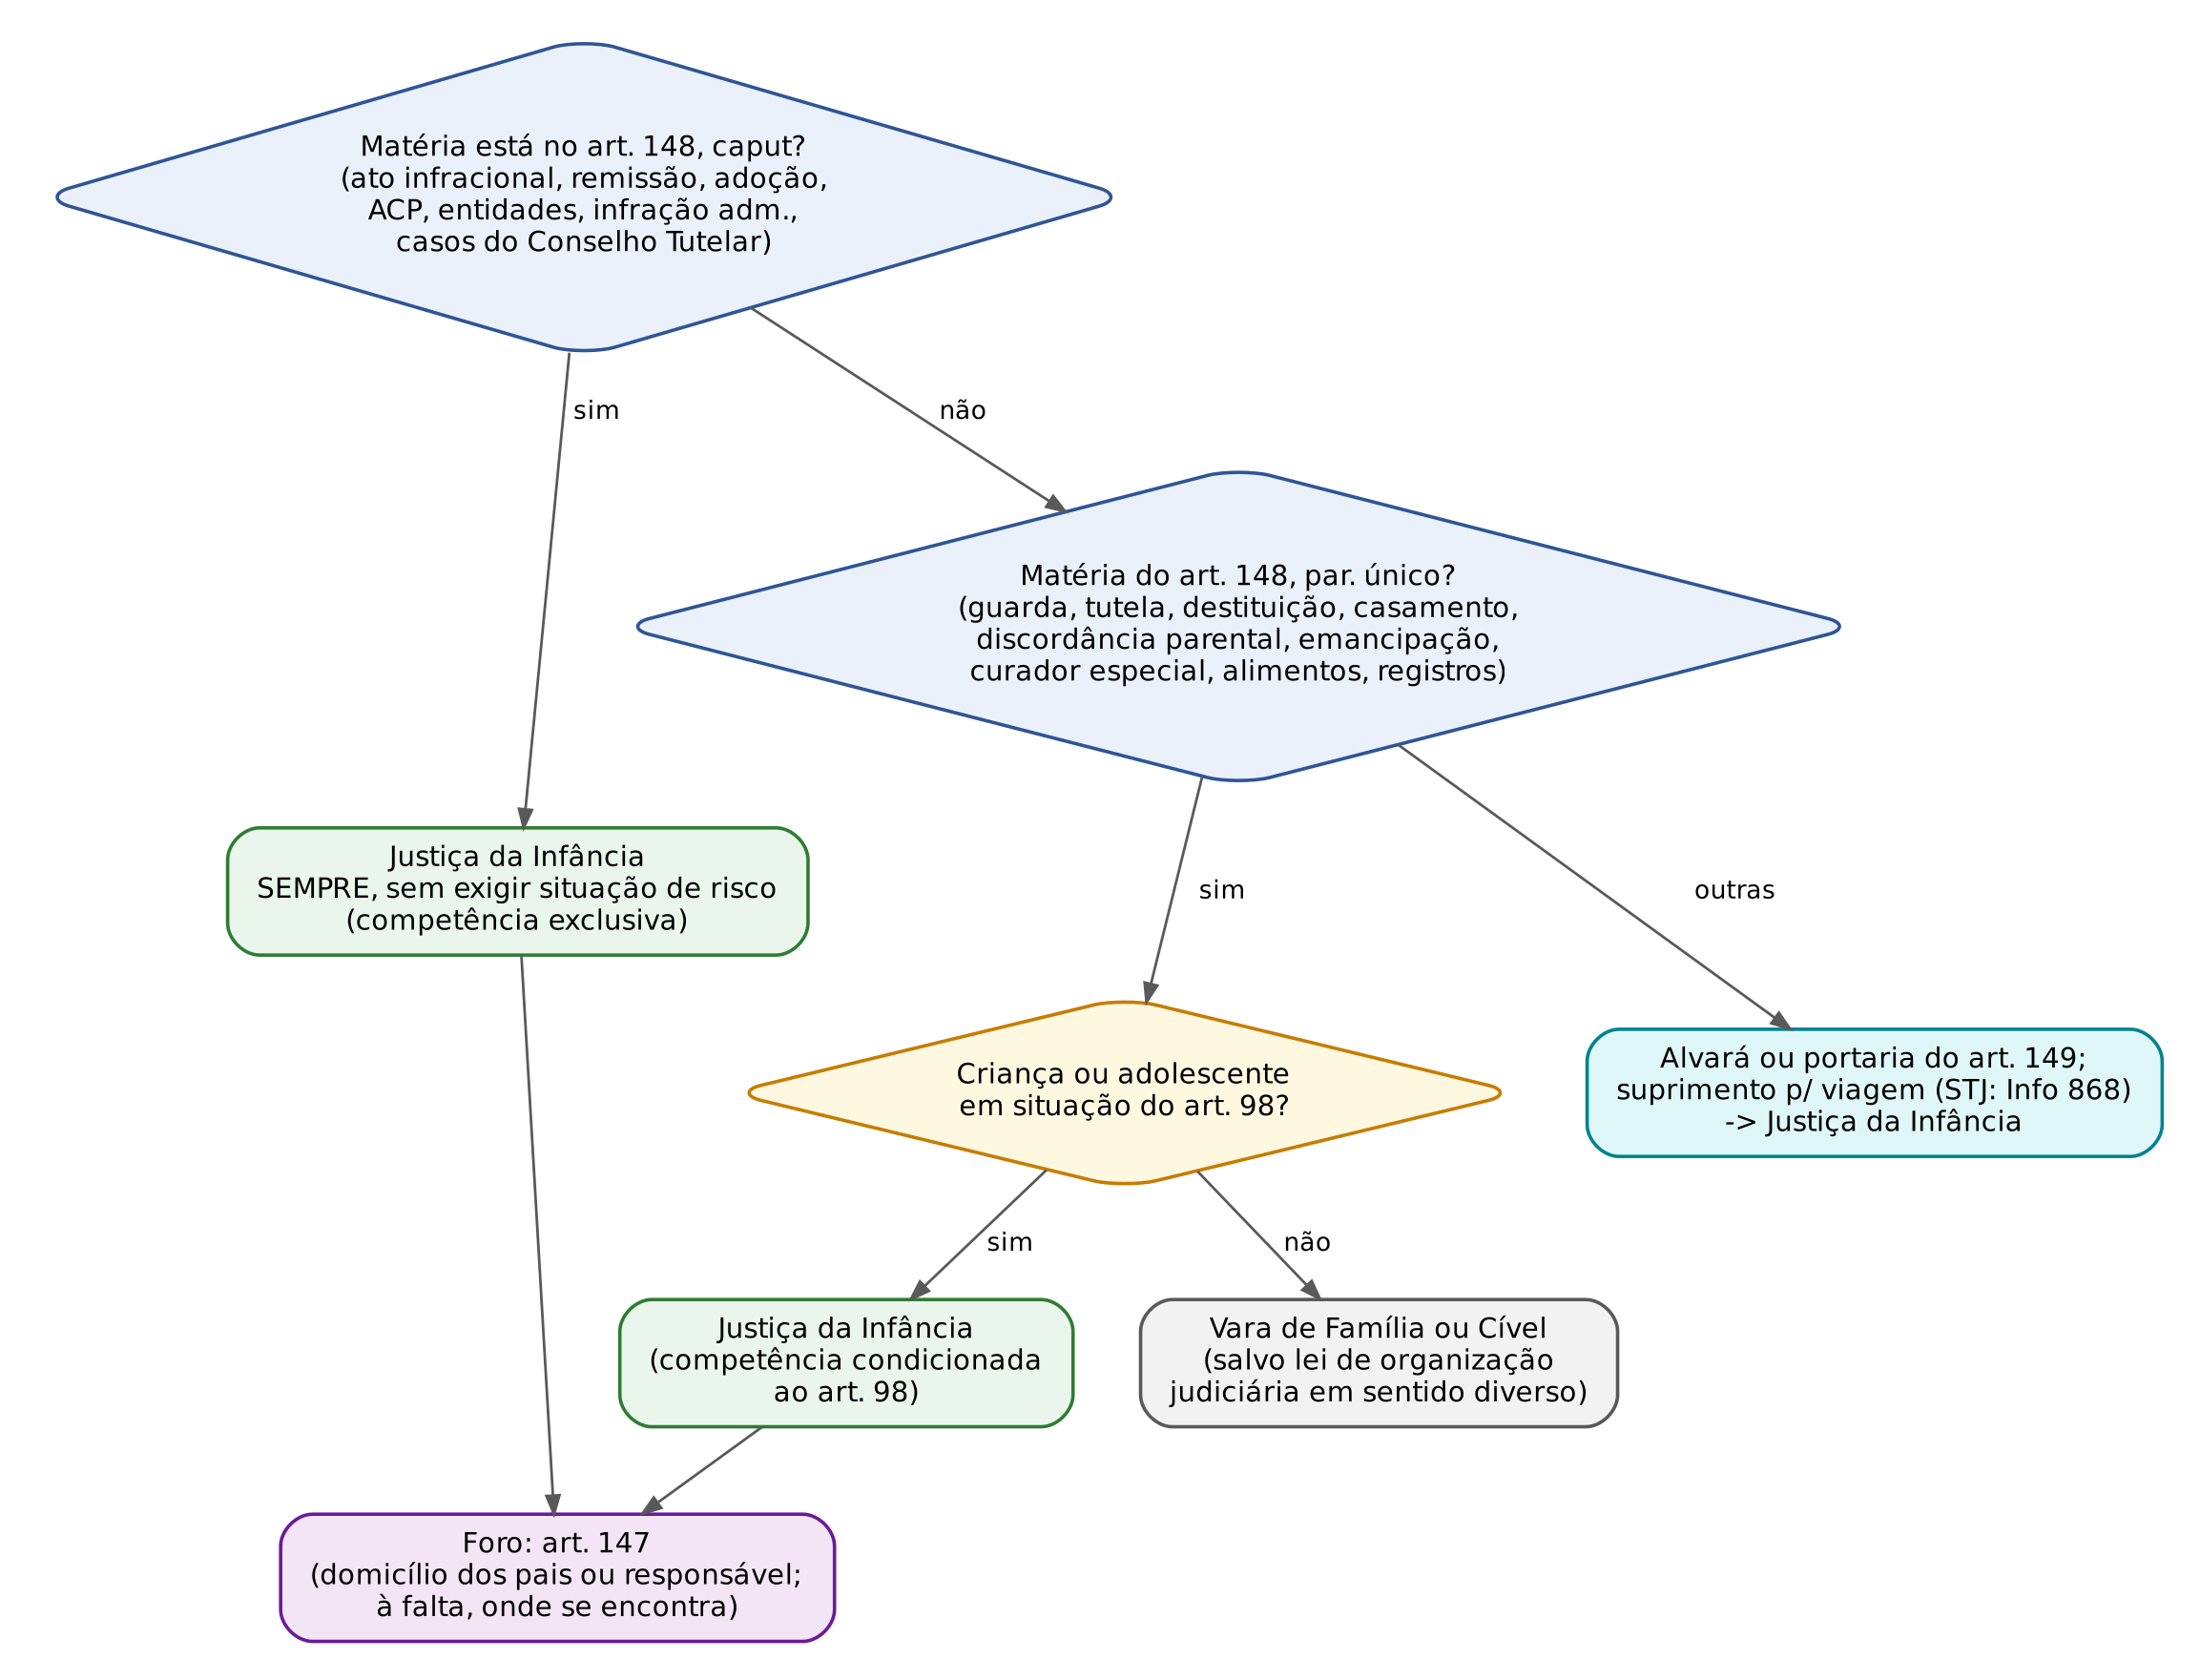 Matéria está no art. 148, caput?
(ato infracional, remissão, adoção,
ACP, entidades, infração adm.,
casos do Conselho Tutelar)
sim
não
Matéria do art. 148, par. único?
(guarda, tutela, destituição, casamento,
discordância parental, emancipação,
curador especial, alimentos, registros)
Justiça da Infância
SEMPRE, sem exigir situação de risco
(competência exclusiva)
sim
outras
Criança ou adolescente
em situação do art. 98?
Alvará ou portaria do art. 149;
suprimento p/ viagem (STJ: Info 868)
-> Justiça da Infância
sim
não
Justiça da Infância
(competência condicionada
ao art. 98)
Vara de Família ou Cível
(salvo lei de organização
judiciária em sentido diverso)
Foro: art. 147
(domicílio dos pais ou responsável;
à falta, onde se encontra)